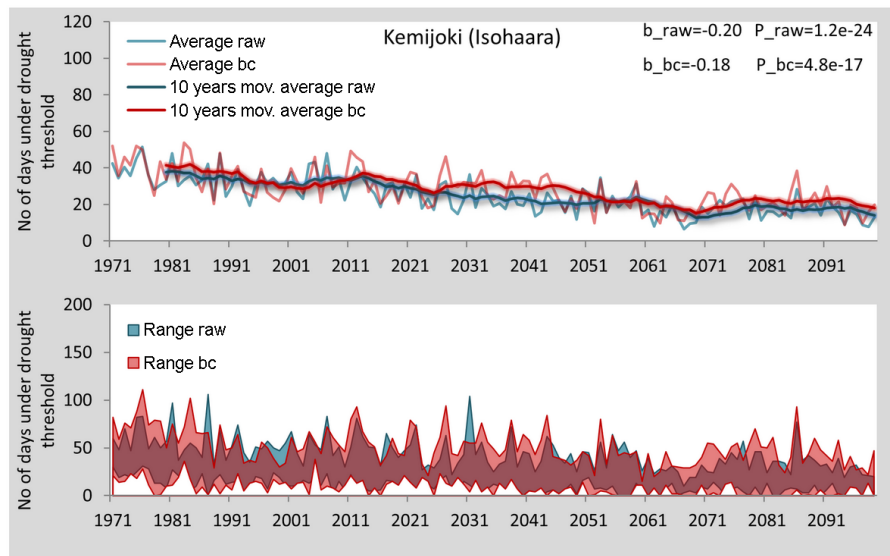 Kemijoki (Isohaara)
b_raw=-0.20 P_raw=1.2e-24
b_bc=-0.18 P_bc=4.8e-17
Average raw
Average bc
10 years mov. average raw
10 years mov. average bc
No of days under drought
threshold
120
100
80
60
40
20
0
1971 1981 1991 2001 2011 2021 2031 2041 2051 2061 2071 2081 2091
Range raw
Range bc
No of days under drought
threshold
200
150
100
50
0
1971 1981 1991 2001 2011 2021 2031 2041 2051 2061 2071 2081 2091